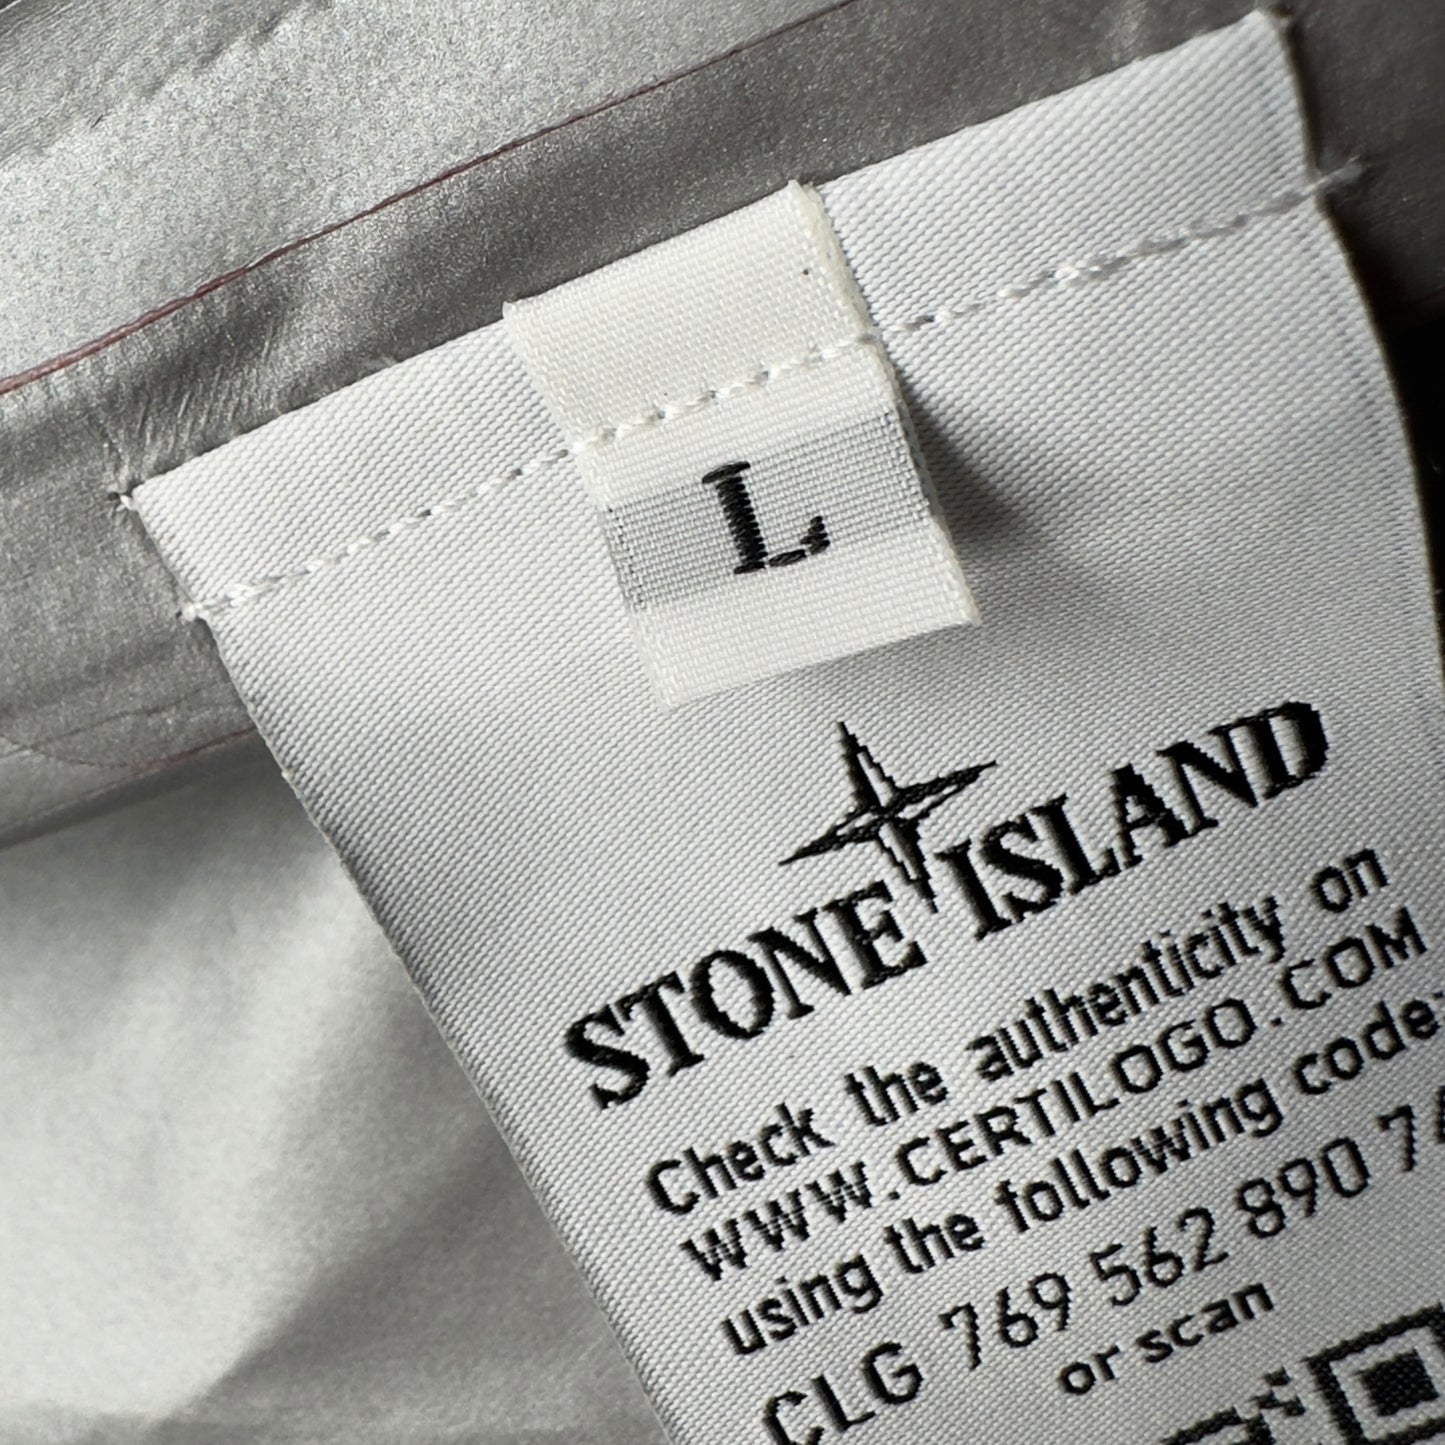 L
STONE ISLAND
Check the authenticity on
WWW.CERTILOGO.COM
using the following code:
CLG 769 562 890 7
or scan